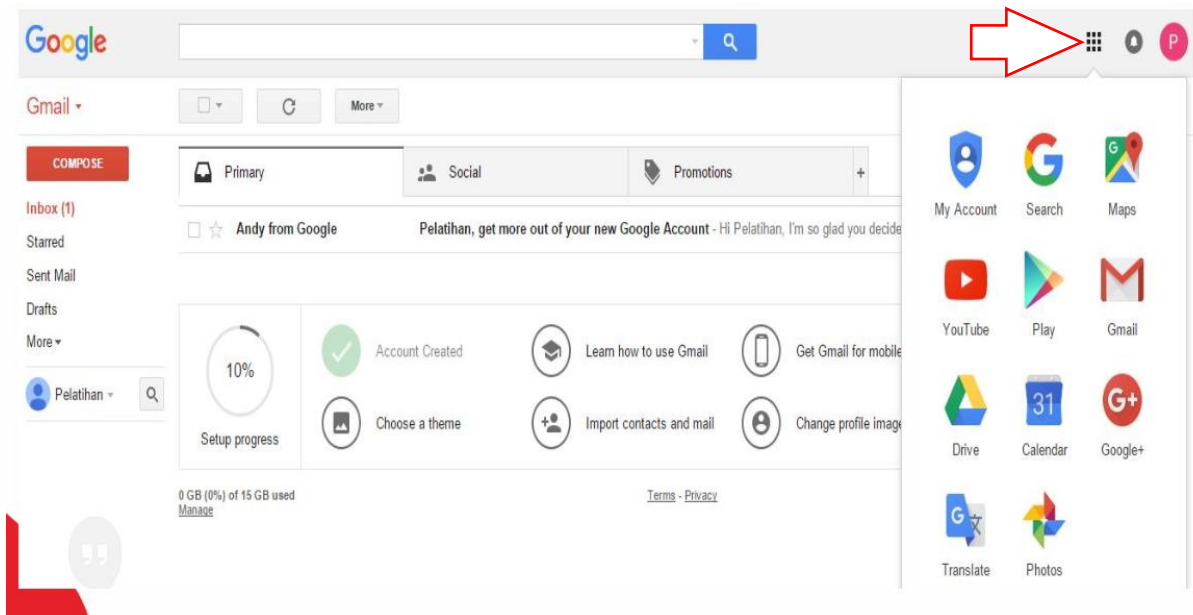 Google
P
Gmail
More
COMPOSE
Primary
Social
Promotions
+
Inbox (1)
Starred
Sent Mail
Drafts
More
Pelatihan
Andy from Google
Pelatihan, get more out of your new Google Account - Hi Pelatihan, I'm so glad you decide
10%
Setup progress
Account Created
Learn how to use Gmail
Get Gmail for mobile
Choose a theme
Import contacts and mail
Change profile image
0 GB (0%) of 15 GB used
Manage
Terms - Privacy
My Account
G
Search
G
Maps
YouTube
Play
Gmail
Drive
31
Calendar
G+
Google+
G 文
Translate
Photos